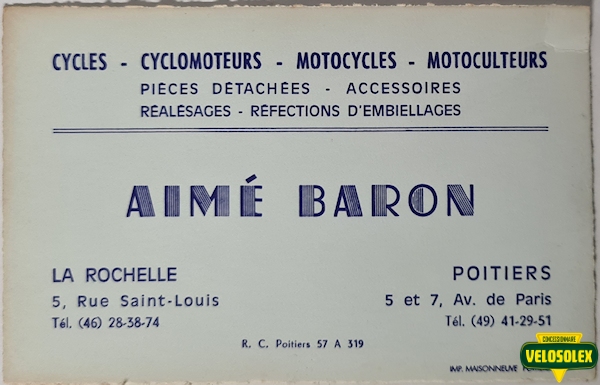 CYCLES - CYCLOMOTEURS - MOTOCYCLES - MOTOCULTEURS
PIÈCES DÉTACHÉES - ACCESSOIRES
RÉALÉSAGES - RÉFECTIONS D'EMBIELLAGES
AIMÉ BARON
LA ROCHELLE
5, Rue Saint-Louis
Tél. (46) 28-38-74
POITIERS
5 et 7, Av. de Paris
Tél. (49) 41-29-51
R. C. Poitiers 57 A 319
IMP. MAISONNEUVE
CONCESSIONNAIRE
VELOSOLEX